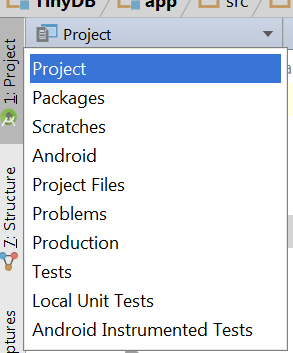 TinyDB app src
Project
1: Project
Z: Structure
ptures
Project
Packages
Scratches
Android
Project Files
Problems
Production
Tests
Local Unit Tests
Android Instrumented Tests